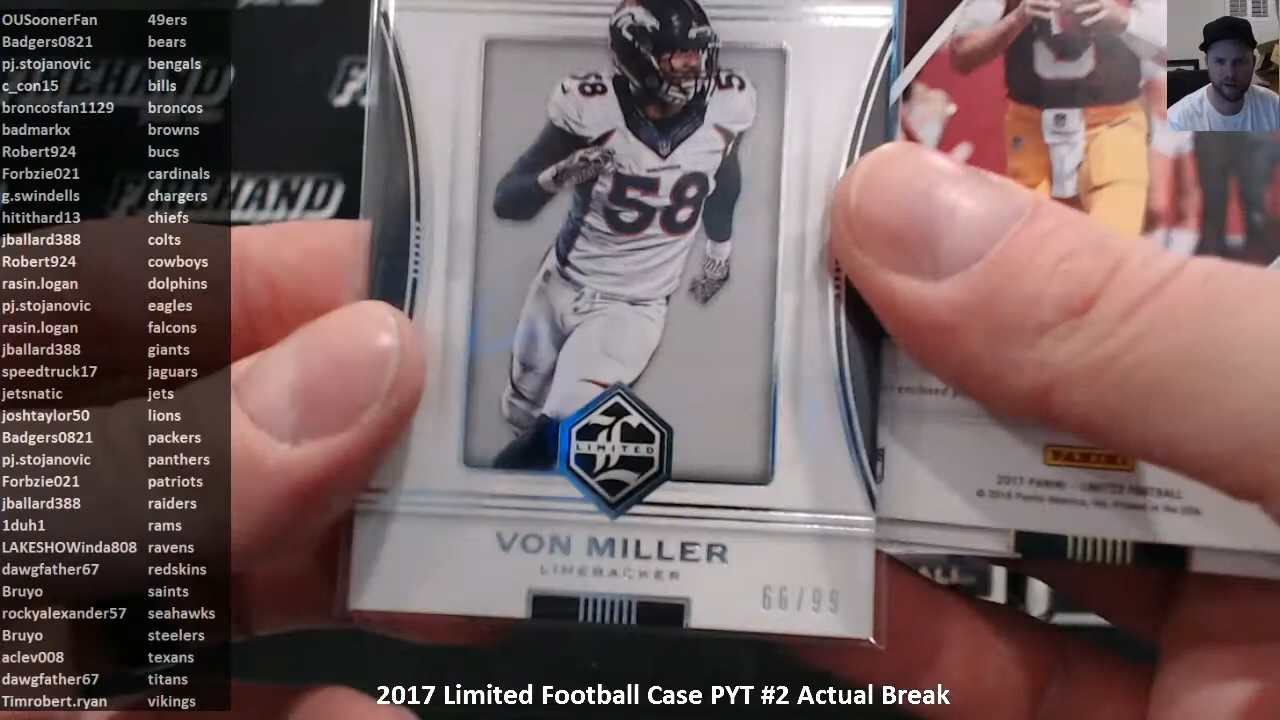 OUSoonerFan 49ers
Badgers0821 bears
pj.stojanovic bengals
c_con15 bills
broncosfan1129 broncos
badmarkx browns
Robert924 bucs
Forbzie021 cardinals
g.swindells chargers
hitithard13 chiefs
jballard388 colts
Robert924 cowboys
rasin.logan dolphins
pj.stojanovic eagles
rasin.logan falcons
jballard388 giants
speedtruck17 jaguars
jetsnatic jets
joshtaylor50 lions
Badgers0821 packers
pj.stojanovic panthers
Forbzie021 patriots
jballard388 raiders
1duh1 rams
LAKESHOWinda808 ravens
dawgfather67 redskins
Bruyo saints
rockyalexander57 seahawks
Bruyo steelers
aclev008 texans
dawgfather67 titans
Timrobert.ryan vikings
58
58
LIMITED
VON MILLER
LINEBACKER
66/99
enclosed
PANINI
2017 PANINI - LIMITED FOOTBALL
2017 Limited Football Case PYT #2 Actual Break